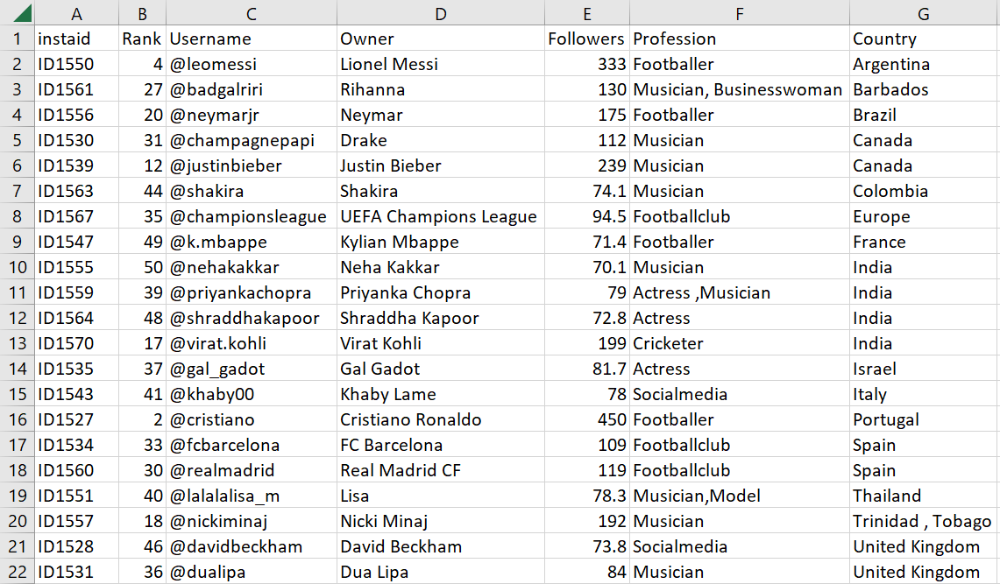 A B C D E F G
1 instaid Rank Username Owner Followers Profession Country
2 ID1550 4 @leomessi Lionel Messi 333 Footballer Argentina
3 ID1561 27 @badgalriri Rihanna 130 Musician, Businesswoman Barbados
4 ID1556 20 @neymarjr Neymar 175 Footballer Brazil
5 ID1530 31 @champagnepapi Drake 112 Musician Canada
6 ID1539 12 @justinbieber Justin Bieber 239 Musician Canada
7 ID1563 44 @shakira Shakira 74.1 Musician Colombia
8 ID1567 35 @championsleague UEFA Champions League 94.5 Footballclub Europe
9 ID1547 49 @k.mbappe Kylian Mbappe 71.4 Footballer France
10 ID1555 50 @nehakakkar Neha Kakkar 70.1 Musician India
11 ID1559 39 @priyankachopra Priyanka Chopra 79 Actress ,Musician India
12 ID1564 48 @shraddhakapoor Shraddha Kapoor 72.8 Actress India
13 ID1570 17 @virat.kohli Virat Kohli 199 Cricketer India
14 ID1535 37 @gal_gadot Gal Gadot 81.7 Actress Israel
15 ID1543 41 @khaby00 Khaby Lame 78 Socialmedia Italy
16 ID1527 2 @cristiano Cristiano Ronaldo 450 Footballer Portugal
17 ID1534 33 @fcbarcelona FC Barcelona 109 Footballclub Spain
18 ID1560 30 @realmadrid Real Madrid CF 119 Footballclub Spain
19 ID1551 40 @lalalalisa_m Lisa 78.3 Musician,Model Thailand
20 ID1557 18 @nickiminaj Nicki Minaj 192 Musician Trinidad , Tobago
21 ID1528 46 @davidbeckham David Beckham 73.8 Socialmedia United Kingdom
22 ID1531 36 @dualipa Dua Lipa 84 Musician United Kingdom